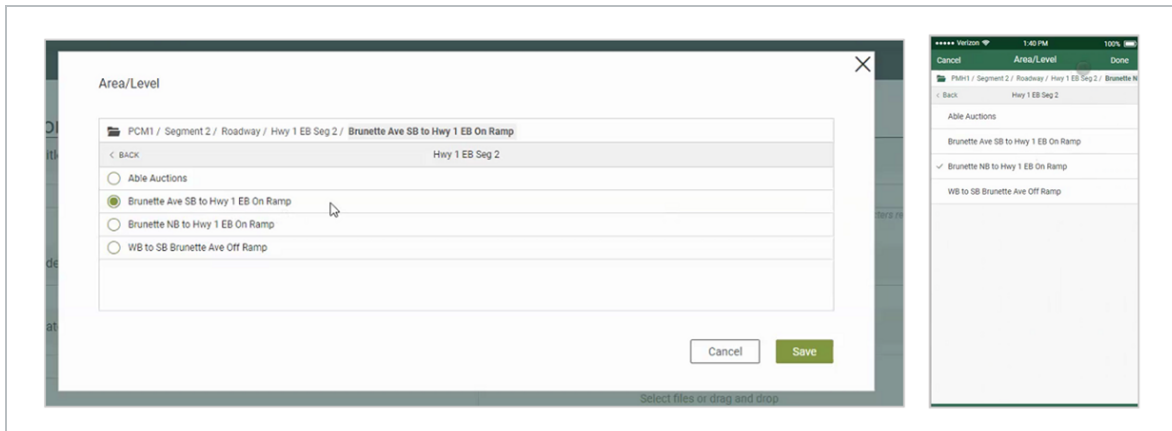 Area/Level
PCM1 / Segment 2 / Roadway / Hwy 1 EB Seg 2 / Brunette Ave SB to Hwy 1 EB On Ramp
< BACK
Hwy 1 EB Seg 2
Able Auctions
Brunette Ave SB to Hwy 1 EB On Ramp
Brunette NB to Hwy 1 EB On Ramp
WB to SB Brunette Ave Off Ramp
Cancel
Save
Select files or drag and drop
Verizon
1:40 PM
100%
Cancel
Area/Level
Done
PMH1 / Segment 2 / Roadway / Hwy 1 EB Seg 2 / Brunette N
< Back
Hwy 1 EB Seg 2
Able Auctions
Brunette Ave SB to Hwy 1 EB On Ramp
Brunette NB to Hwy 1 EB On Ramp
WB to SB Brunette Ave Off Ramp